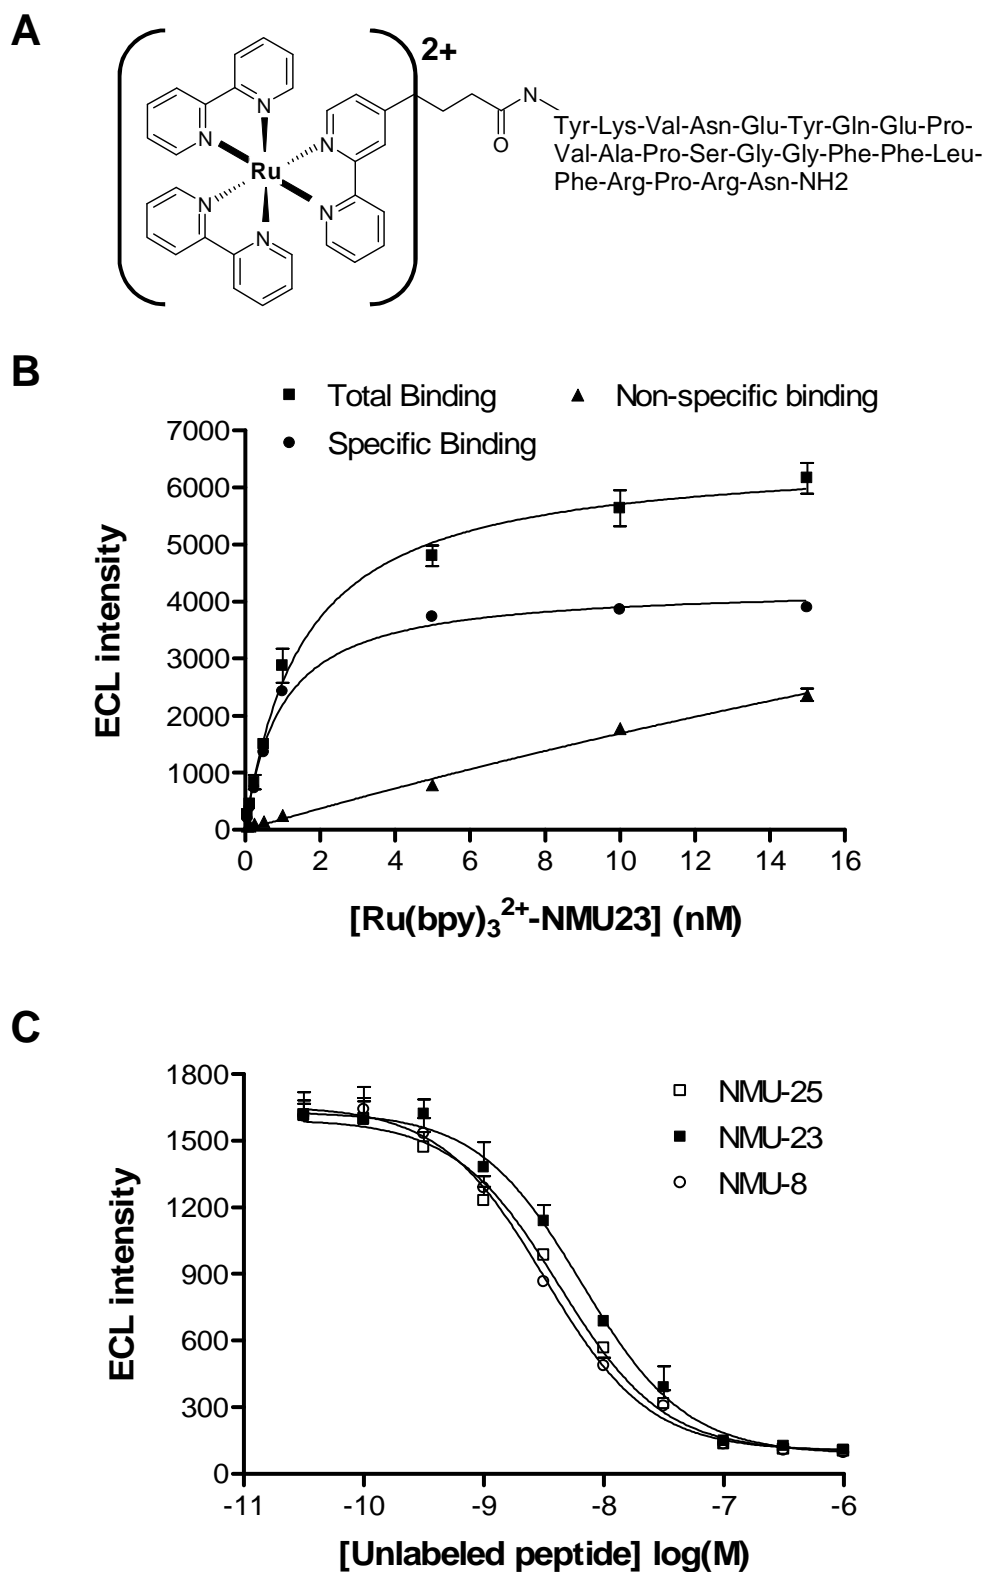 A
2+
N
N
N
Ru
N
N
N
N
O
Tyr-Lys-Val-Asn-Glu-Tyr-Gln-Glu-Pro-
Val-Ala-Pro-Ser-Gly-Gly-Phe-Phe-Leu-
Phe-Arg-Pro-Arg-Asn-NH2
B
Total Binding
Non-specific binding
Specific Binding
7000
6000
5000
4000
3000
2000
1000
0
ECL intensity
0 2 4 6 8 10 12 14 16
[Ru(bpy)₃²⁺-NMU23] (nM)
C
1800
1500
1200
900
600
300
0
ECL intensity
NMU-25
NMU-23
NMU-8
-11 -10 -9 -8 -7 -6
[Unlabeled peptide] log(M)